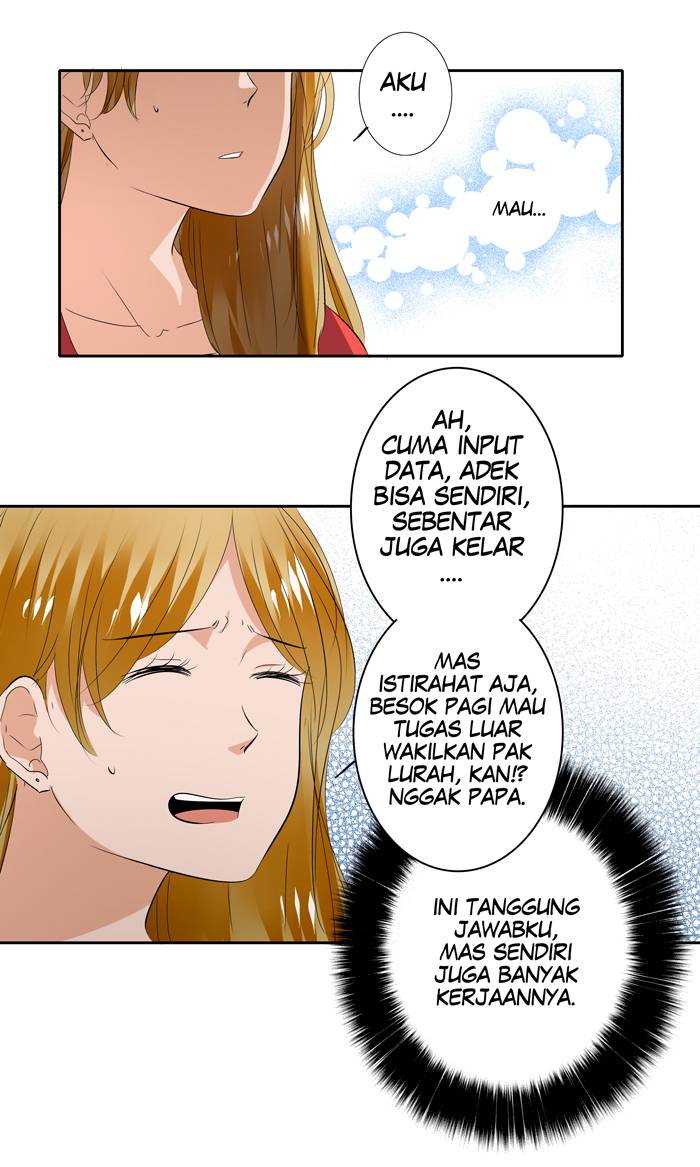 AKU
....
MAU...
AH,
CUMA INPUT
DATA, ADEK
BISA SENDIRI,
SEBENTAR
JUGA KELAR
....
MAS
ISTIRAHAT AJA,
BESOK PAGI MAU
TUGAS LUAR
WAKILKAN PAK
LURAH, KAN!?
NGGAK PAPA.
INI TANGGUNG
JAWABKU,
MAS SENDIRI
JUGA BANYAK
KERJAANNYA.